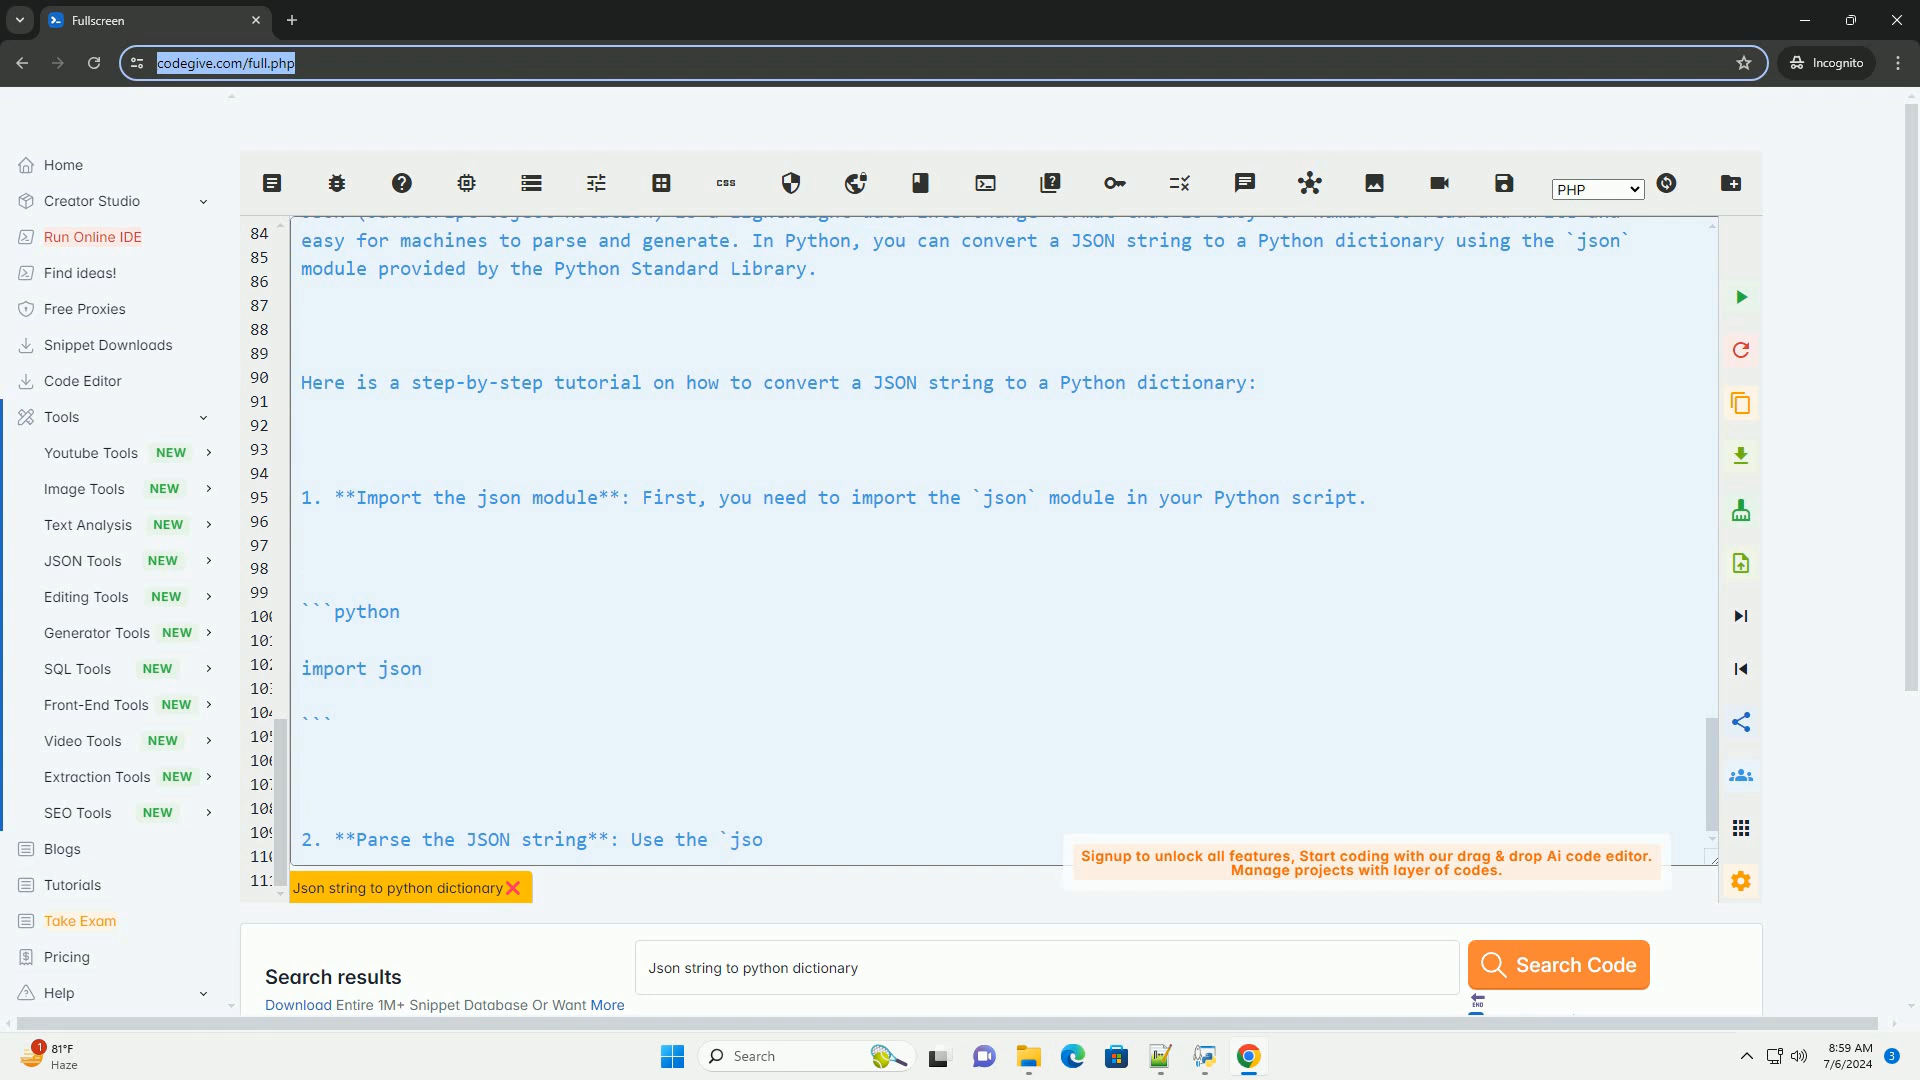 Fullscreen
codegive.com/full.php
Incognito
Home
Creator Studio
Run Online IDE
Find ideas!
Free Proxies
Snippet Downloads
Code Editor
Tools
Youtube Tools NEW
Image Tools NEW
Text Analysis NEW
JSON Tools NEW
Editing Tools NEW
Generator Tools NEW
SQL Tools NEW
Front-End Tools NEW
Video Tools NEW
Extraction Tools NEW
SEO Tools NEW
Blogs
Tutorials
Take Exam
Pricing
Help
css
PHP
84
85
86
87
88
89
90
91
92
93
94
95
96
97
98
99
easy for machines to parse and generate. In Python, you can convert a JSON string to a Python dictionary using the `json`
module provided by the Python Standard Library.
Here is a step-by-step tutorial on how to convert a JSON string to a Python dictionary:
1. **Import the json module**: First, you need to import the `json` module in your Python script.
```python
import json
```
2. **Parse the JSON string**: Use the `jso
Signup to unlock all features, Start coding with our drag & drop Ai code editor.
Manage projects with layer of codes.
Json string to python dictionary
Search results
Download Entire 1M+ Snippet Database Or Want More
Json string to python dictionary
Search Code
END
1
81°F
Haze
Search
8:59 AM
7/6/2024
3